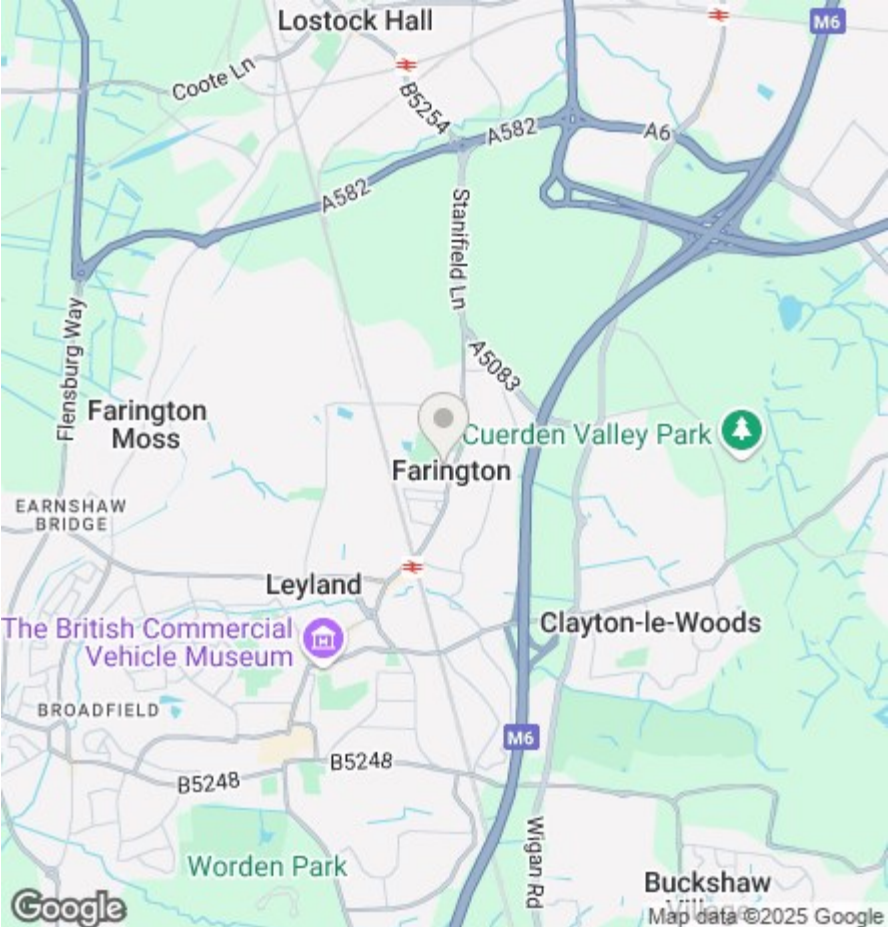 Lostock Hall
M6
Coote Ln
B5254
A582
A6
A582
Stanifield Ln
Flensburg Way
A5083
Farington
Moss
Cuerden Valley Park
Farington
EARNSHAW
BRIDGE
Leyland
The British Commercial
Vehicle Museum
Clayton-le-Woods
BROADFIELD
M6
B5248
B5248
Wigan Rd
Worden Park
Buckshaw
Village
Google
Map data ©2025 Google